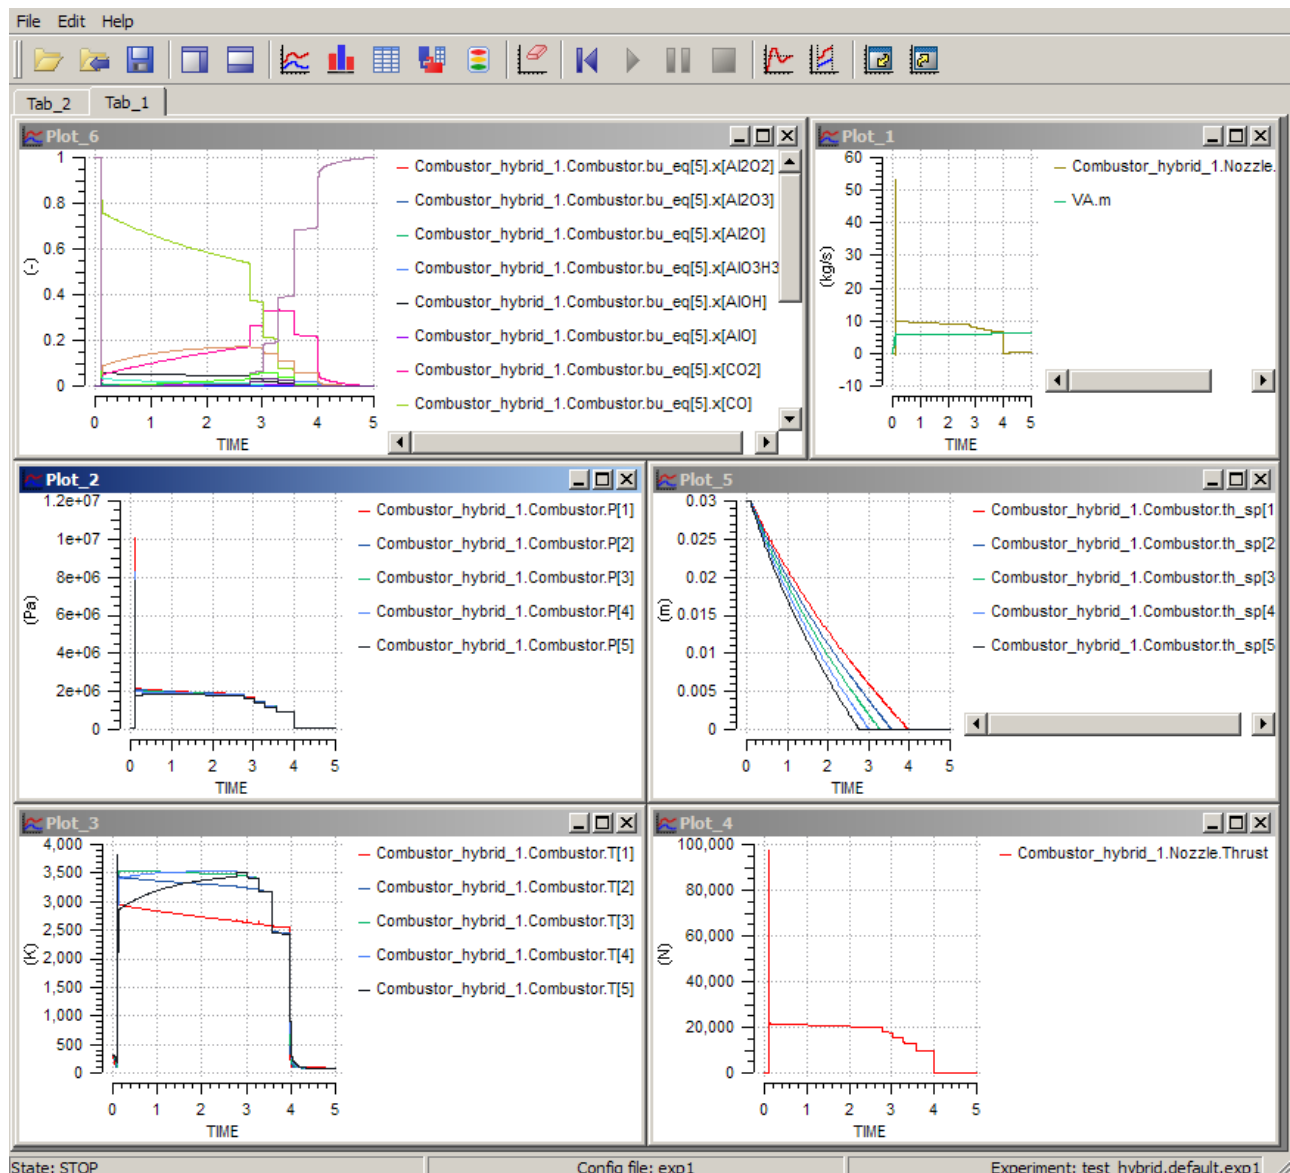 File Edit Help
Tab_2 Tab_1
Plot_6
1
0.8
0.6
0.4
0.2
0
(-)
0 1 2 3 4 5
TIME
Combustor_hybrid_1.Combustor.bu_eq[5].x[Al2O2]
Combustor_hybrid_1.Combustor.bu_eq[5].x[Al2O3]
Combustor_hybrid_1.Combustor.bu_eq[5].x[Al2O]
Combustor_hybrid_1.Combustor.bu_eq[5].x[AlO3H3
Combustor_hybrid_1.Combustor.bu_eq[5].x[AlOH]
Combustor_hybrid_1.Combustor.bu_eq[5].x[AlO]
Combustor_hybrid_1.Combustor.bu_eq[5].x[CO2]
Combustor_hybrid_1.Combustor.bu_eq[5].x[CO]
Plot_1
60
50
40
30
20
10
0
-10
(kg/s)
0 1 2 3 4 5
TIME
Combustor_hybrid_1.Nozzle.
VA.m
Plot_2
1.2e+07
1e+07
8e+06
6e+06
4e+06
2e+06
0
(Pa)
0 1 2 3 4 5
TIME
Combustor_hybrid_1.Combustor.P[1]
Combustor_hybrid_1.Combustor.P[2]
Combustor_hybrid_1.Combustor.P[3]
Combustor_hybrid_1.Combustor.P[4]
Combustor_hybrid_1.Combustor.P[5]
Plot_5
0.03
0.025
0.02
0.015
0.01
0.005
0
(m)
0 1 2 3 4 5
TIME
Combustor_hybrid_1.Combustor.th_sp[1
Combustor_hybrid_1.Combustor.th_sp[2
Combustor_hybrid_1.Combustor.th_sp[3
Combustor_hybrid_1.Combustor.th_sp[4
Combustor_hybrid_1.Combustor.th_sp[5
Plot_3
4,000
3,500
3,000
2,500
2,000
1,500
1,000
500
0
(K)
0 1 2 3 4 5
TIME
Combustor_hybrid_1.Combustor.T[1]
Combustor_hybrid_1.Combustor.T[2]
Combustor_hybrid_1.Combustor.T[3]
Combustor_hybrid_1.Combustor.T[4]
Combustor_hybrid_1.Combustor.T[5]
Plot_4
100,000
80,000
60,000
40,000
20,000
0
(N)
0 1 2 3 4 5
TIME
Combustor_hybrid_1.Nozzle.Thrust
State: STOP
Config file: exp1
Experiment: test_hybrid.default.exp1